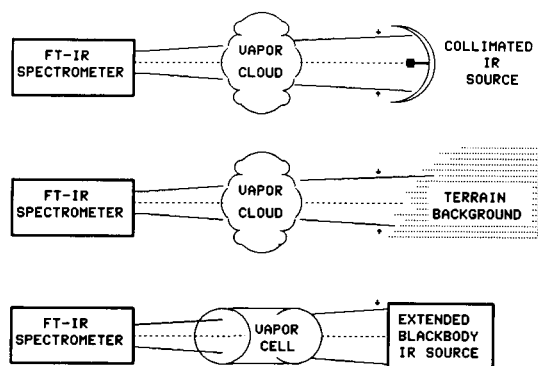 FT-IR
SPECTROMETER
VAPOR
CLOUD
COLLIMATED
IR
SOURCE
FT-IR
SPECTROMETER
VAPOR
CLOUD
TERRAIN
BACKGROUND
FT-IR
SPECTROMETER
VAPOR
CELL
EXTENDED
BLACKBODY
IR SOURCE